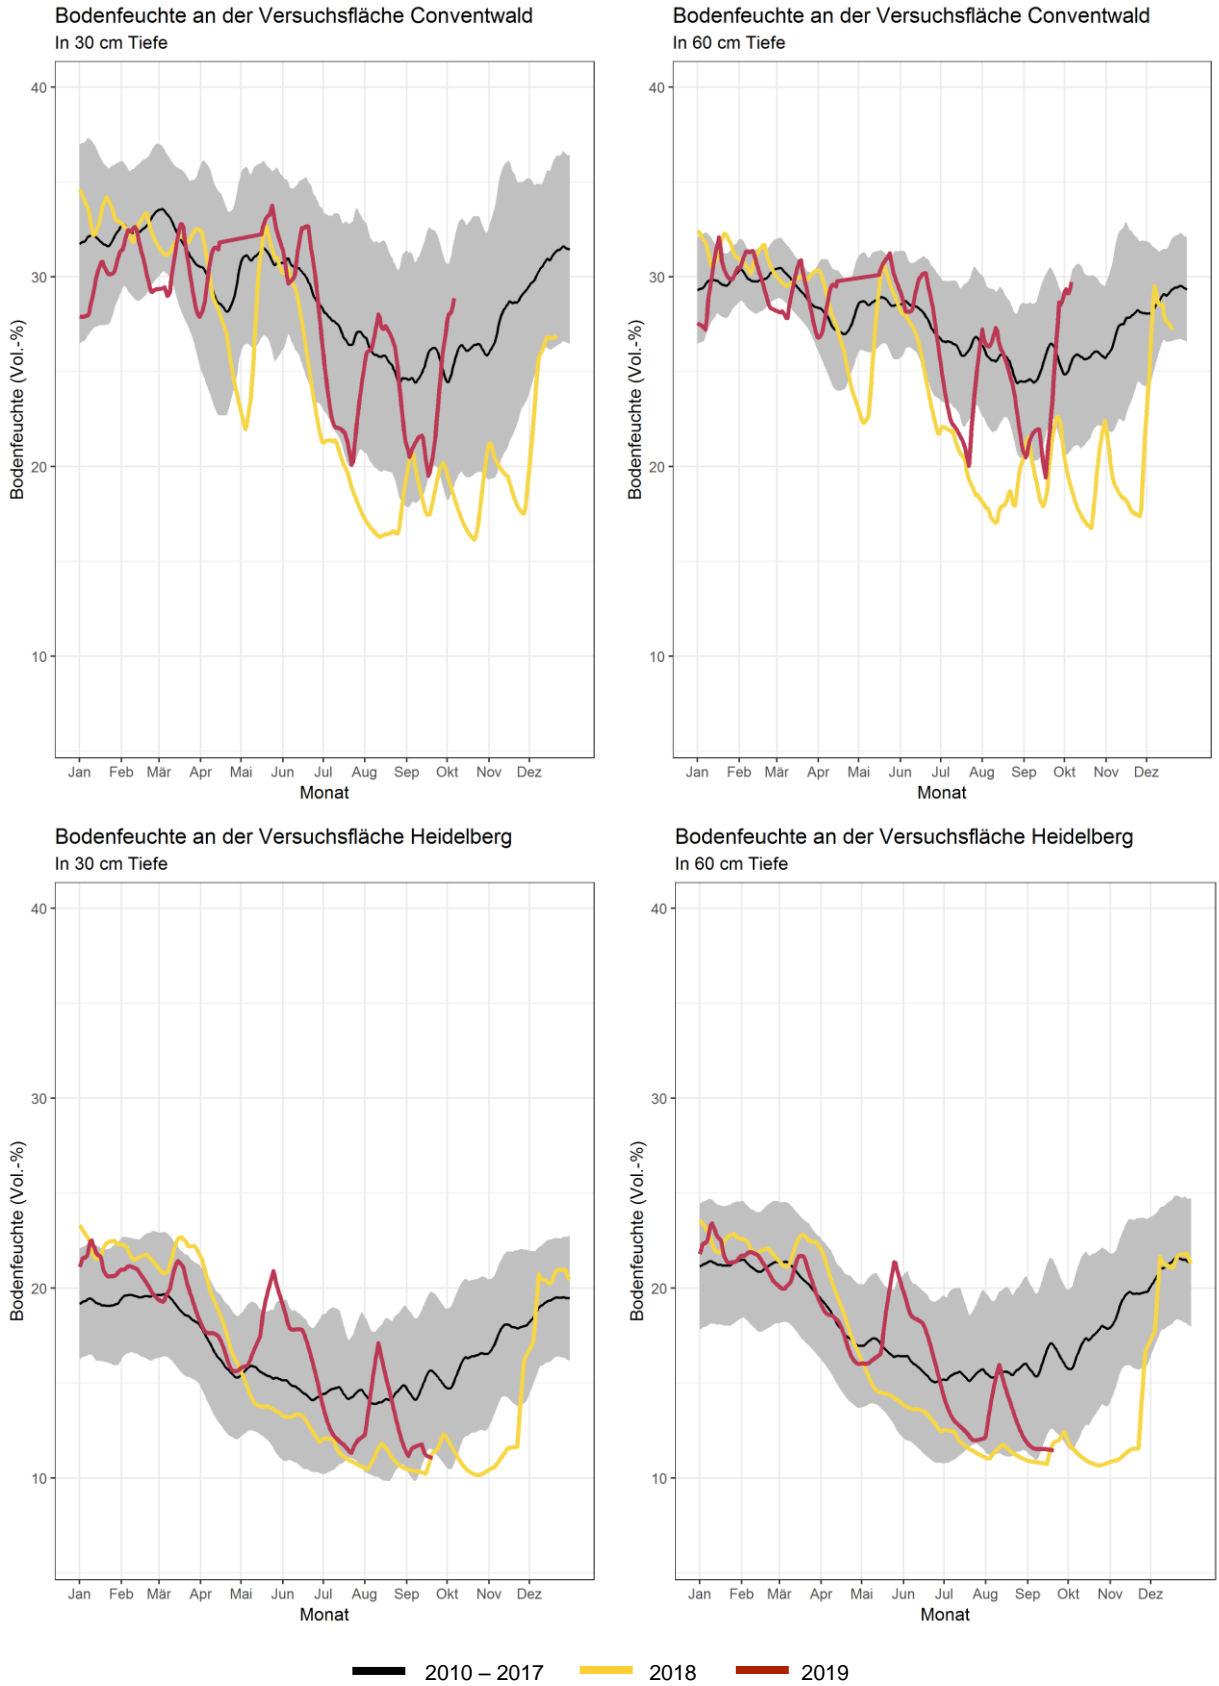 Bodenfeuchte an der Versuchsfläche Conventwald
In 30 cm Tiefe
40
30
20
10
Bodenfeuchte (Vol.-%)
Jan Feb Mär Apr Mai Jun Jul Aug Sep Okt Nov Dez
Monat
Bodenfeuchte an der Versuchsfläche Conventwald
In 60 cm Tiefe
40
30
20
10
Bodenfeuchte (Vol.-%)
Jan Feb Mär Apr Mai Jun Jul Aug Sep Okt Nov Dez
Monat
Bodenfeuchte an der Versuchsfläche Heidelberg
In 30 cm Tiefe
40
30
20
10
Bodenfeuchte (Vol.-%)
Jan Feb Mär Apr Mai Jun Jul Aug Sep Okt Nov Dez
Monat
Bodenfeuchte an der Versuchsfläche Heidelberg
In 60 cm Tiefe
40
30
20
10
Bodenfeuchte (Vol.-%)
Jan Feb Mär Apr Mai Jun Jul Aug Sep Okt Nov Dez
Monat
2010 – 2017 2018 2019